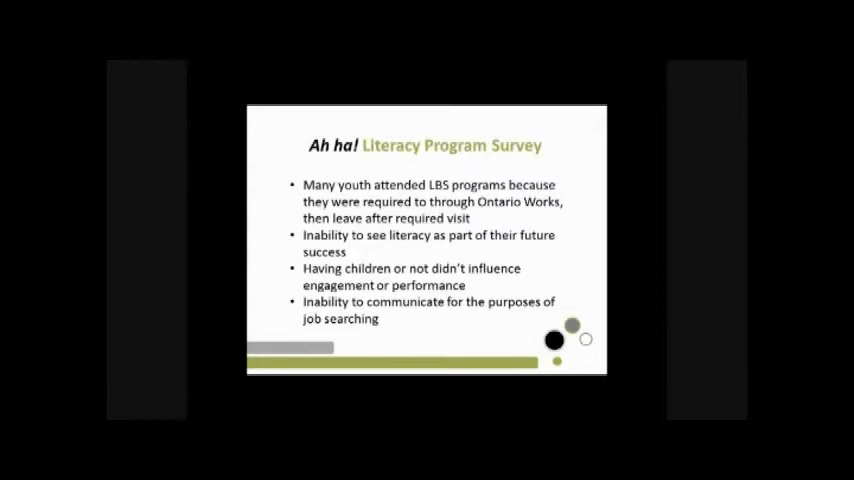 Ah ha! Literacy Program Survey
• Many youth attended LBS programs because
they were required to through Ontario Works,
then leave after required visit
• Inability to see literacy as part of their future
success
• Having children or not didn't influence
engagement or performance
• Inability to communicate for the purposes of
job searching